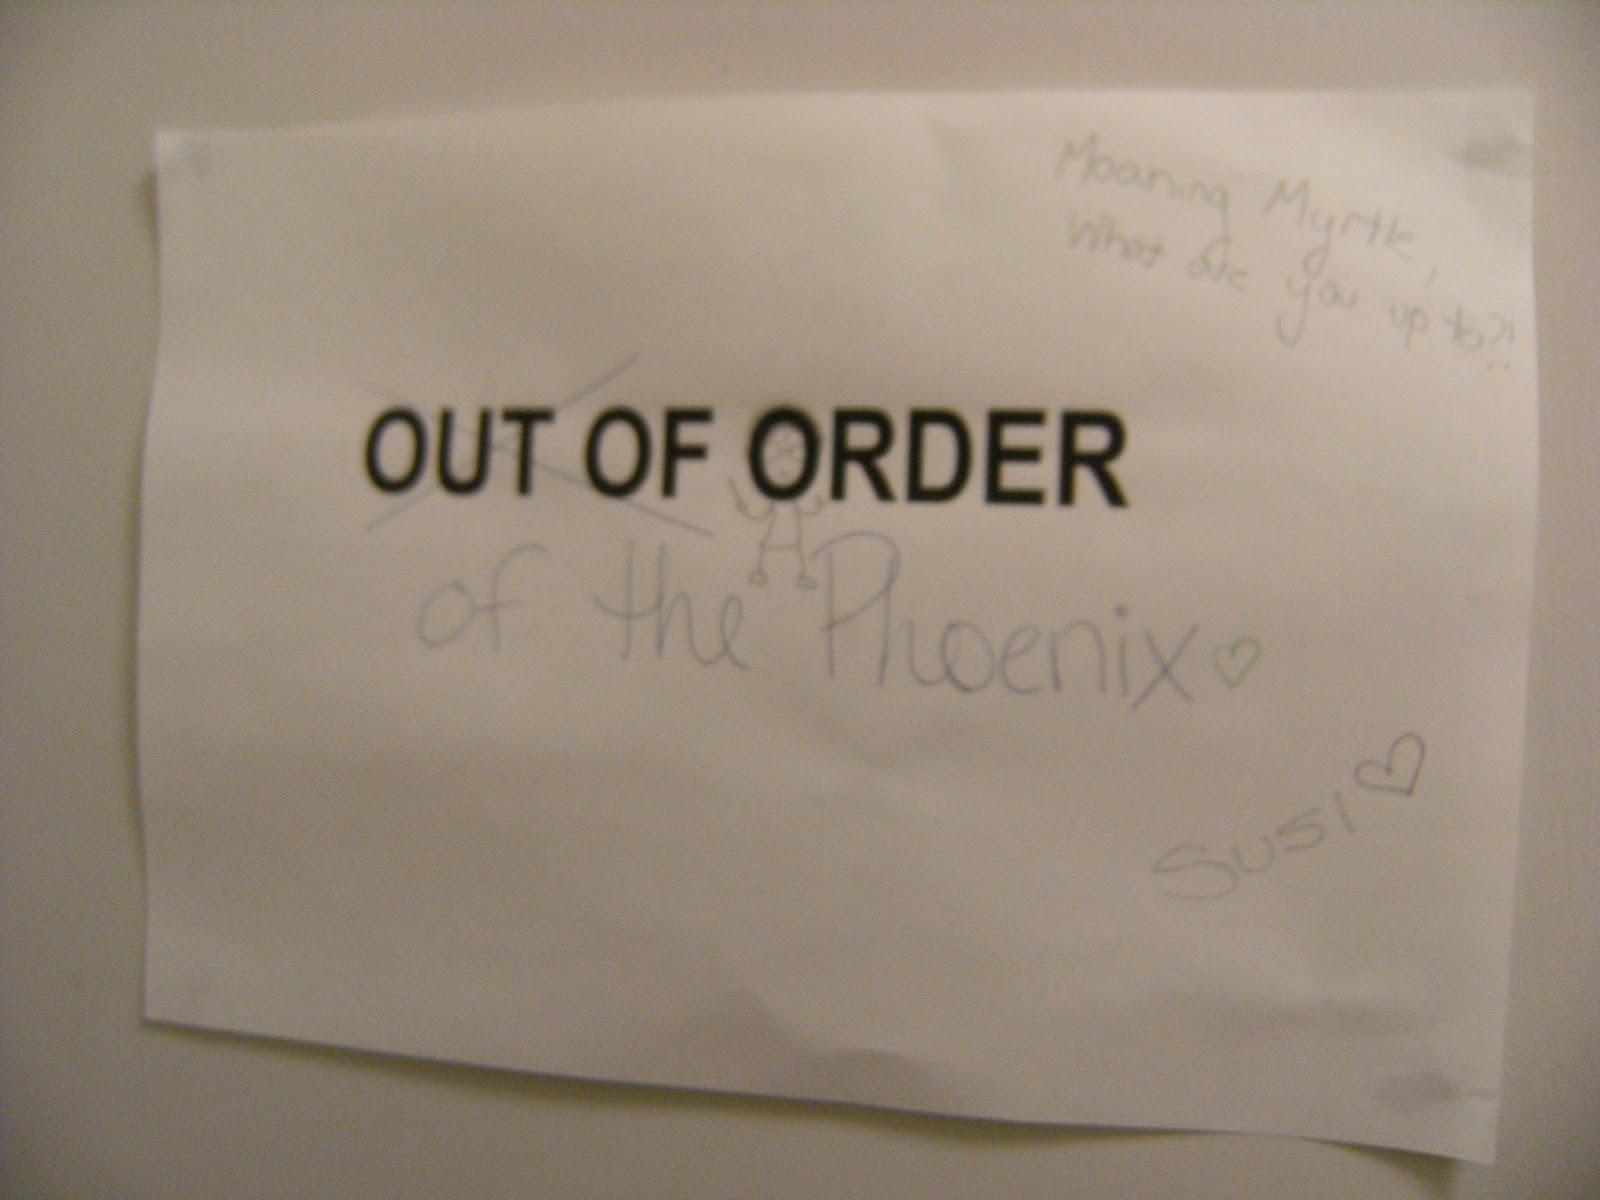 Moaning Myrtle,
What are you up to?!
OUT OF ORDER
of the Phoenix
Susi